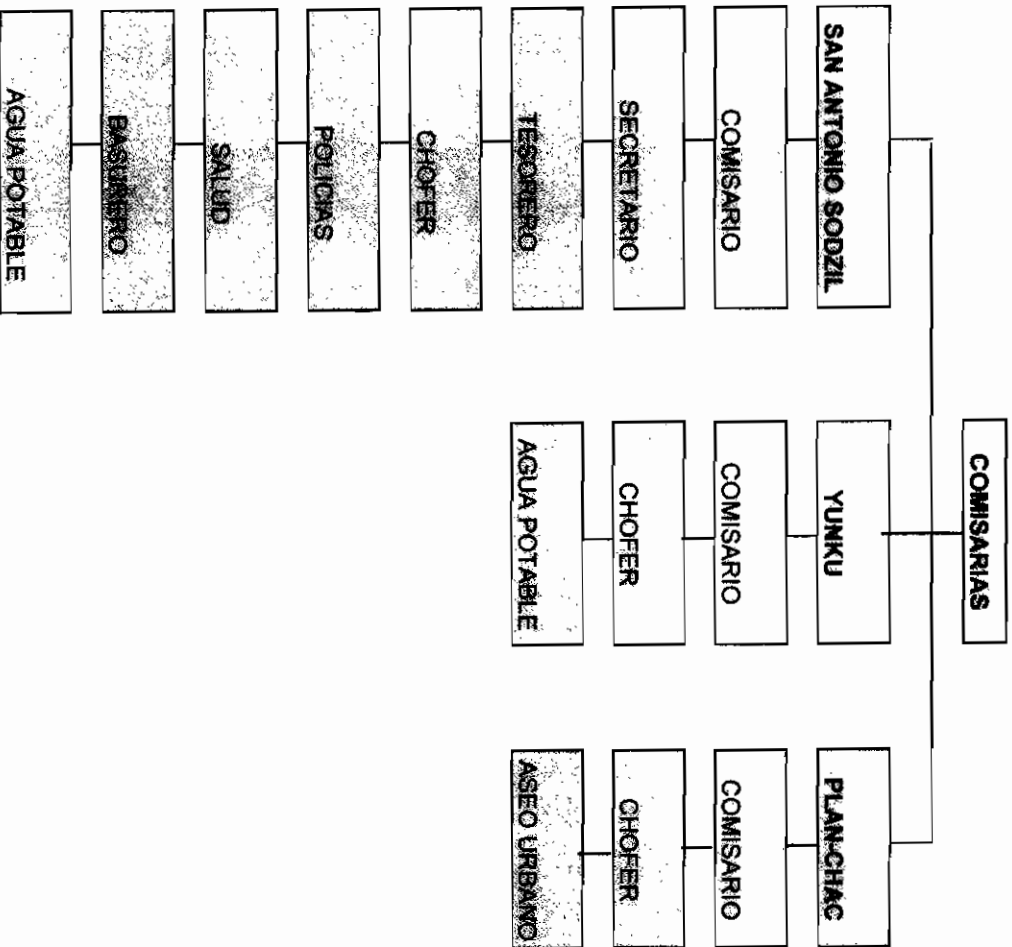 COMISARIAS
SAN ANTONIO SODZIL
COMISARIO
SECRETARIO
TESORERO
CHOFER
POLICIAS
SALUD
BASURERO
AGUA POTABLE
YUNKU
COMISARIO
CHOFER
AGUA POTABLE
PLAN-CHAC
COMISARIO
CHOFER
ASEO URBANO